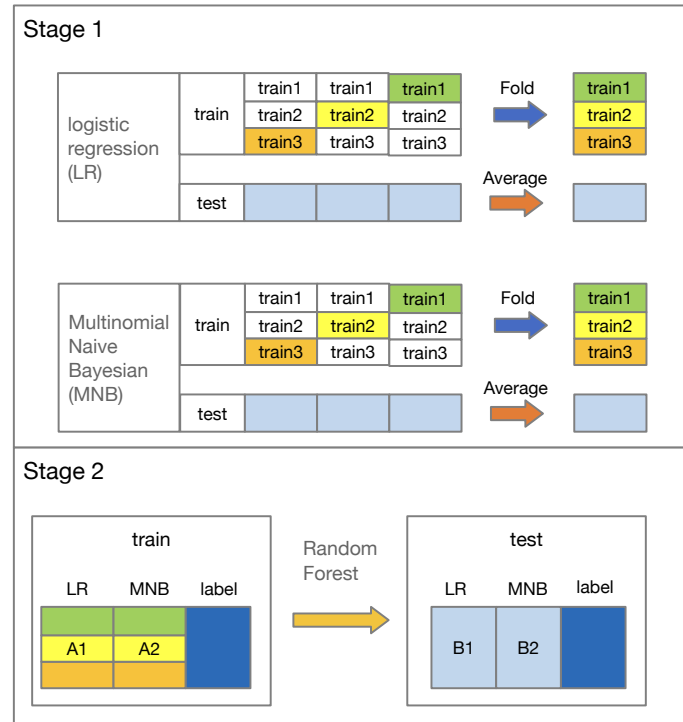 Stage 1
logistic
regression
(LR)
train
train1 train1 train1
train2 train2 train2
train3 train3 train3
Fold
train1
train2
train3
test
Average
Multinomial
Naive
Bayesian
(MNB)
train
train1 train1 train1
train2 train2 train2
train3 train3 train3
Fold
train1
train2
train3
test
Average
Stage 2
train
LR MNB label
A1 A2
Random
Forest
test
LR MNB label
B1 B2